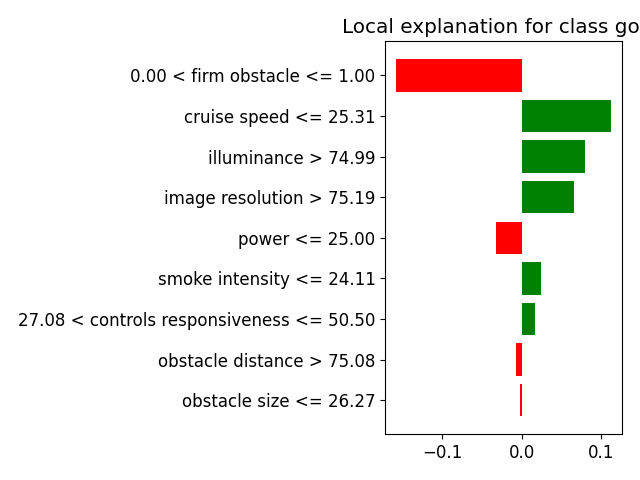 Local explanation for class go
0.00 < firm obstacle <= 1.00
cruise speed <= 25.31
illuminance > 74.99
image resolution > 75.19
power <= 25.00
smoke intensity <= 24.11
27.08 < controls responsiveness <= 50.50
obstacle distance > 75.08
obstacle size <= 26.27
−0.1 0.0 0.1